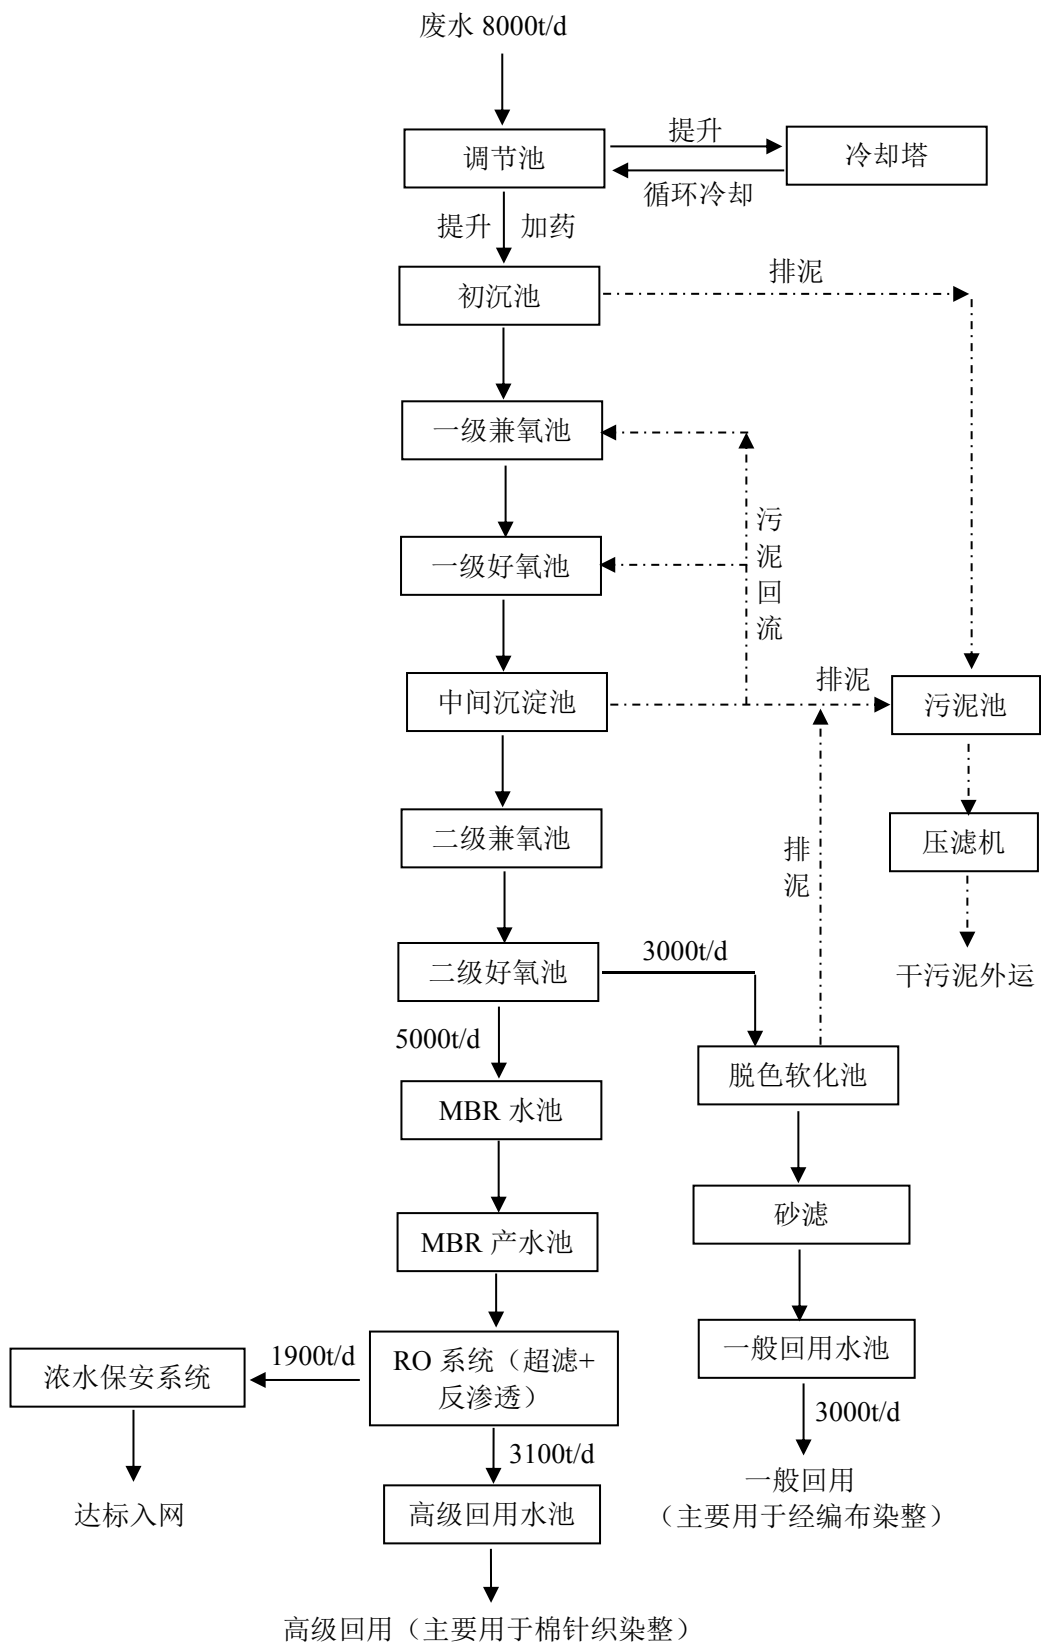 废水 8000t/d
调节池
提升
冷却塔
循环冷却
提升 加药
初沉池
排泥
一级兼氧池
污泥回流
一级好氧池
中间沉淀池
排泥
污泥池
二级兼氧池
排泥
压滤机
二级好氧池
3000t/d
干污泥外运
5000t/d
脱色软化池
MBR 水池
砂滤
MBR 产水池
浓水保安系统
1900t/d
RO 系统（超滤+
反渗透）
一般回用水池
3000t/d
3100t/d
达标入网
高级回用水池
一般回用
（主要用于经编布染整）
高级回用（主要用于棉针织染整）